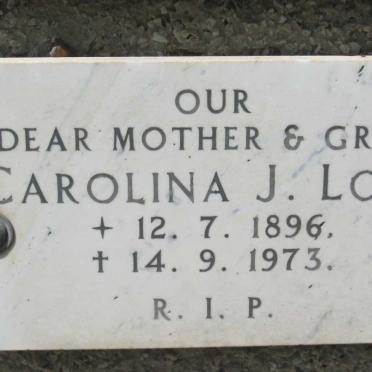 OUR
DEAR MOTHER & GR
CAROLINA J. LO
+ 12. 7. 1896.
† 14. 9. 1973.
R. I. P.